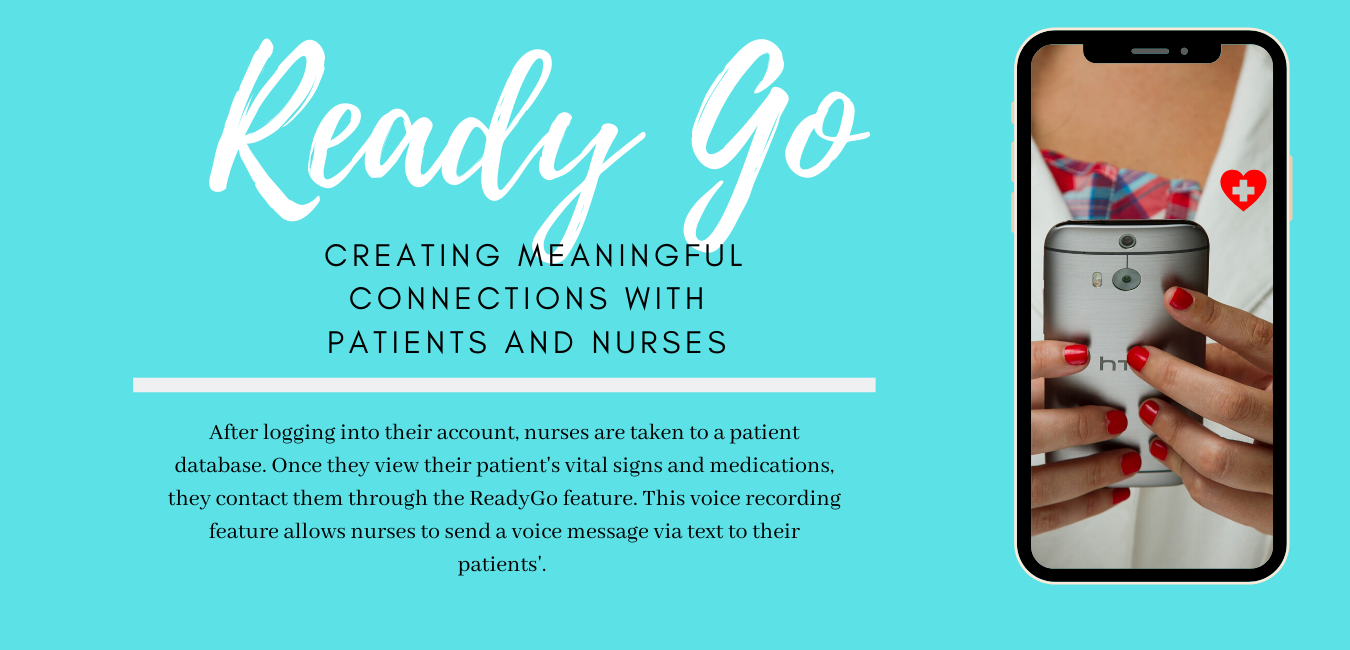 Ready Go
CREATING MEANINGFUL
CONNECTIONS WITH
PATIENTS AND NURSES
After logging into their account, nurses are taken to a patient
database. Once they view their patient's vital signs and medications,
they contact them through the ReadyGo feature. This voice recording
feature allows nurses to send a voice message via text to their
patients'.